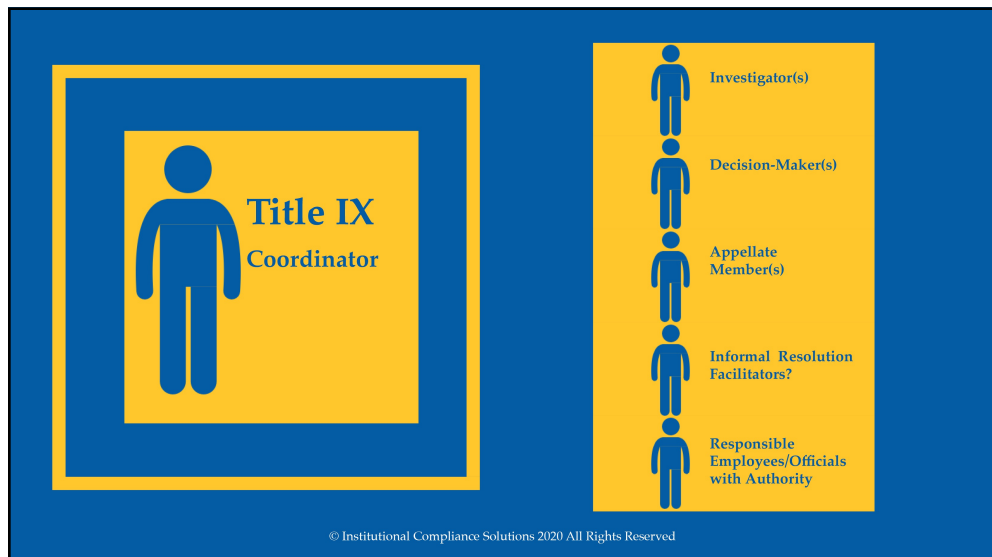 Title IX
Coordinator
Investigator(s)
Decision-Maker(s)
Appellate
Member(s)
Informal Resolution
Facilitators?
Responsible
Employees/Officials
with Authority
© Institutional Compliance Solutions 2020 All Rights Reserved